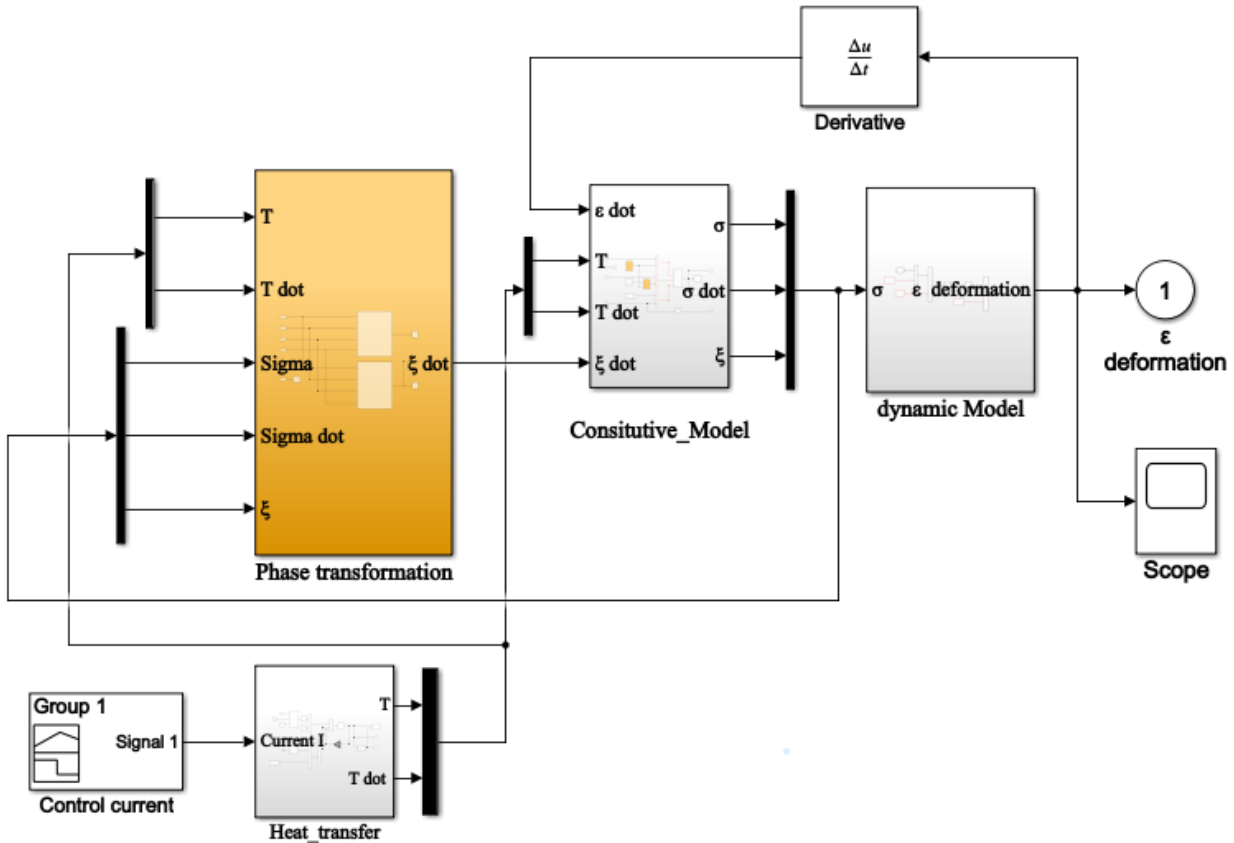 Δu
Δt
Derivative
T
T dot
Sigma
Sigma dot
ξ
ξ dot
Phase transformation
ε dot
T
T dot
ξ dot
σ
σ dot
ξ
Consitutive_Model
σ
ε deformation
dynamic Model
1
ε
deformation
Scope
Group 1
Signal 1
Control current
Current I
T
T dot
Heat_transfer